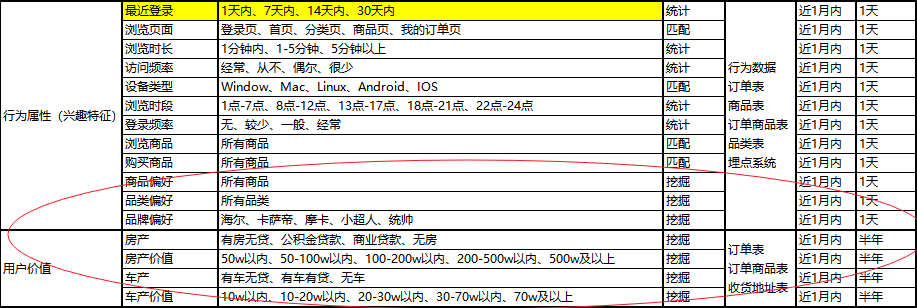 最近登录 1天内、7天内、14天内、30天内 统计 近1月内 1天
浏览页面 登录页、首页、分类页、商品页、我的订单页 匹配 近1月内 1天
浏览时长 1分钟内、1-5分钟、5分钟以上 统计 近1月内 1天
访问频率 经常、从不、偶尔、很少 统计 行为数据 近1月内 1天
设备类型 Window、Mac、Linux、Android、IOS 匹配 订单表 近1月内 1天
浏览时段 1点-7点、8点-12点、13点-17点、18点-21点、22点-24点 统计 商品表 近1月内 1天
行为属性（兴趣特征） 登录频率 无、较少、一般、经常 统计 订单商品表 近1月内 1天
浏览商品 所有商品 匹配 品类表 近1月内 1天
购买商品 所有商品 匹配 埋点系统 近1月内 1天
商品偏好 所有商品 挖掘 近1月内 1天
品类偏好 所有品类 挖掘 近1月内 1天
品牌偏好 海尔、卡萨帝、摩卡、小超人、统帅 挖掘 近1月内 1天
房产 有房无贷、公积金贷款、商业贷款、无房 挖掘 订单表 近1月内 半年
用户价值 房产价值 50w以内、50-100w以内、100-200w以内、200-500w以内、500w及以上 挖掘 订单商品表 近1月内 半年
车产 有车无贷、有车有贷、无车 挖掘 收货地址表 近1月内 半年
车产价值 10w以内、10-20w以内、20-30w以内、30-70w以内、70w及以上 挖掘 近1月内 半年